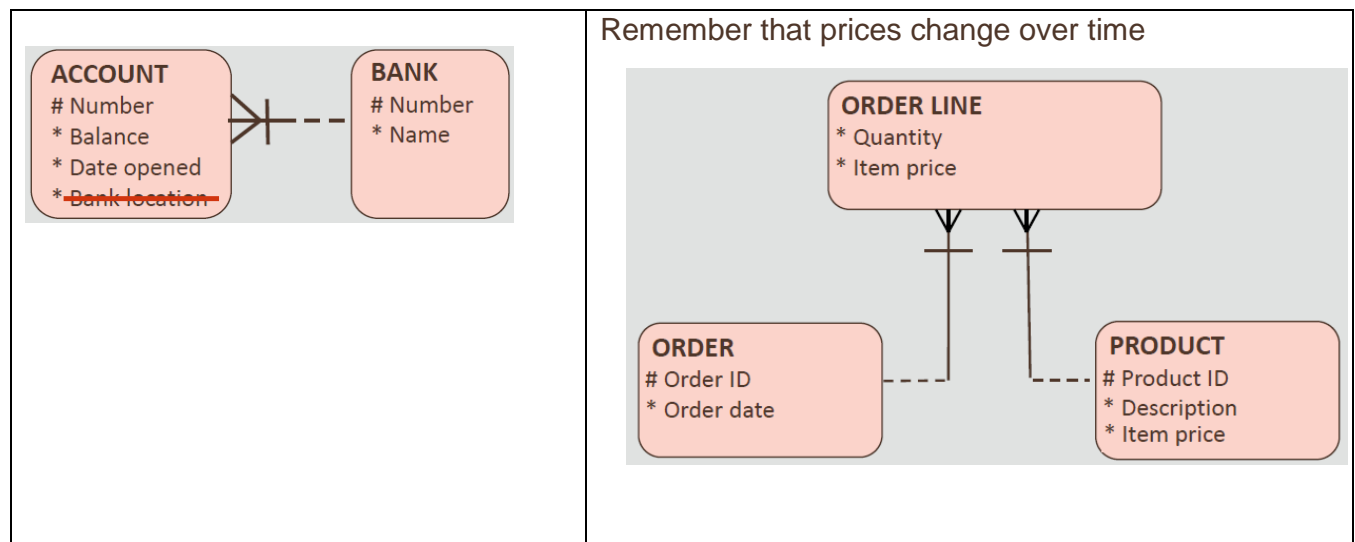 ACCOUNT
# Number
* Balance
* Date opened
* Bank location
BANK
# Number
* Name
Remember that prices change over time
ORDER LINE
* Quantity
* Item price
ORDER
# Order ID
* Order date
PRODUCT
# Product ID
* Description
* Item price